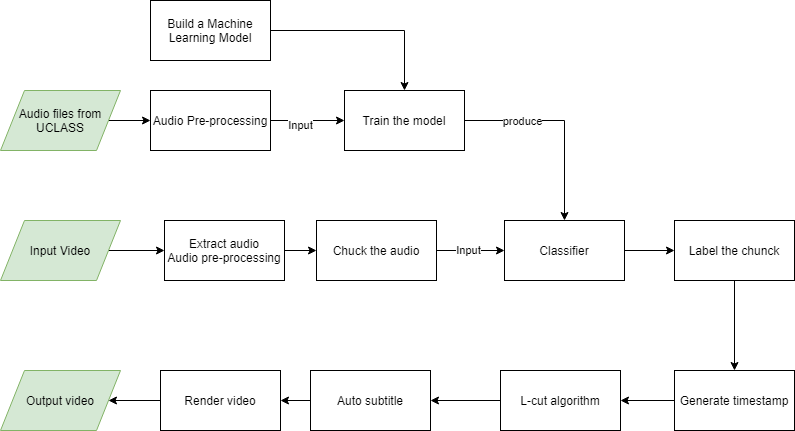 Build a Machine
Learning Model
Audio files from
UCLASS
Audio Pre-processing
Input
Train the model
produce
Input Video
Extract audio
Audio pre-processing
Chuck the audio
Input
Classifier
Label the chunck
Output video
Render video
Auto subtitle
L-cut algorithm
Generate timestamp